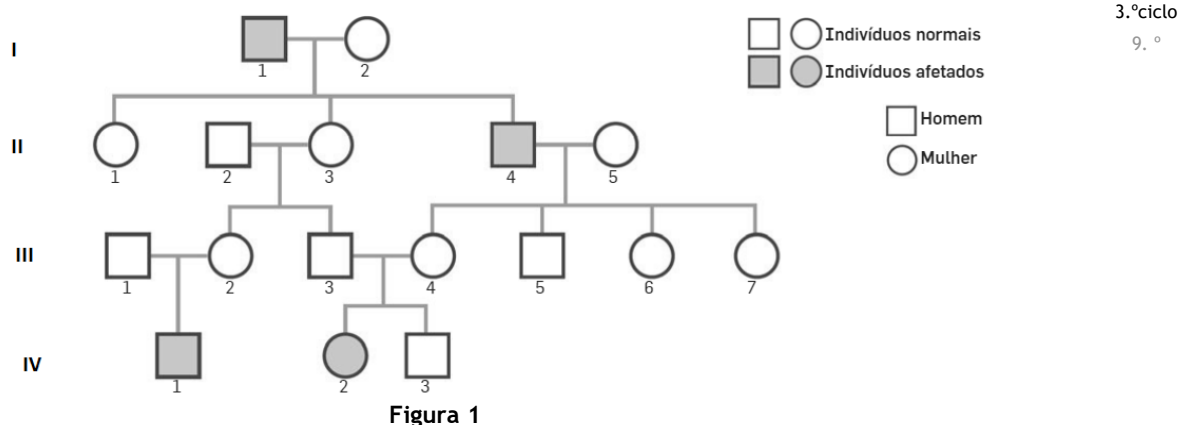 3.ºciclo
9. º
I
1
2
Indivíduos normais
Indivíduos afetados
Homem
Mulher
II
1
2
3
4
5
III
1
2
3
4
5
6
7
IV
1
2
3
Figura 1